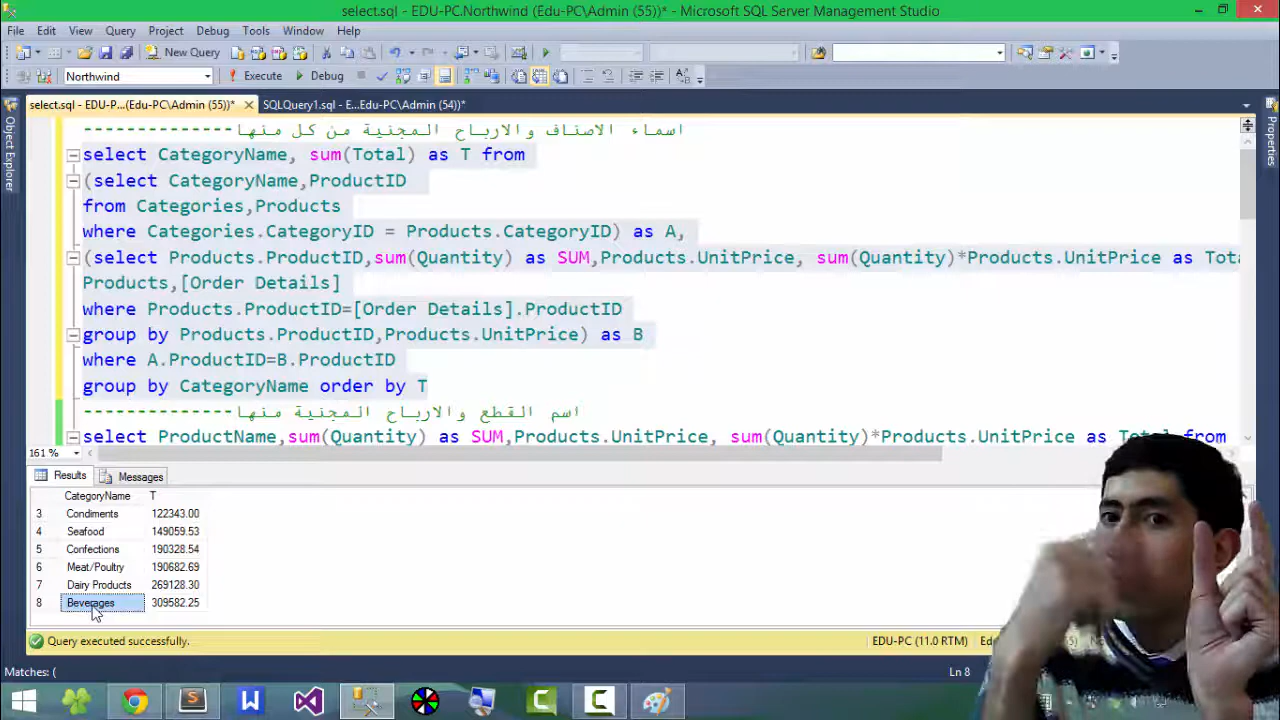 select.sql - EDU-PC.Northwind (Edu-PC\Admin (55))* - Microsoft SQL Server Management Studio
File Edit View Query Project Debug Tools Window Help
New Query
Northwind Execute Debug
select.sql - EDU-P...(Edu-PC\Admin (55))* SQLQuery1.sql - E...Edu-PC\Admin (54))*
Object Explorer
Properties
--------------اسماء الاصناف والارباح المجنية من كل منها
select CategoryName, sum(Total) as T from
(select CategoryName,ProductID
from Categories,Products
where Categories.CategoryID = Products.CategoryID) as A,
(select Products.ProductID,sum(Quantity) as SUM,Products.UnitPrice, sum(Quantity)*Products.UnitPrice as Tota
Products,[Order Details]
where Products.ProductID=[Order Details].ProductID
group by Products.ProductID,Products.UnitPrice) as B
where A.ProductID=B.ProductID
group by CategoryName order by T
--------------اسم القطع والارباح المجنية منها
select ProductName,sum(Quantity) as SUM,Products.UnitPrice, sum(Quantity)*Products.UnitPrice as Total from
161 %
Results Messages
CategoryName T
3 Condiments 122343.00
4 Seafood 149059.53
5 Confections 190328.54
6 Meat/Poultry 190682.69
7 Dairy Products 269128.30
8 Beverages 309582.25
Query executed successfully. EDU-PC (11.0 RTM)
Matches: ( Ln 8